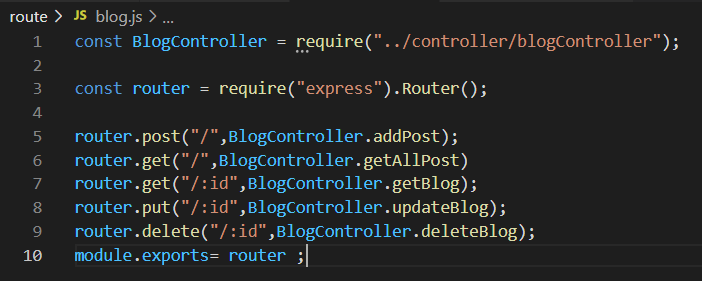 route > JS blog.js > ...
1 const BlogController = require("../controller/blogController");
2
3 const router = require("express").Router();
4
5 router.post("/",BlogController.addPost);
6 router.get("/",BlogController.getAllPost)
7 router.get("/:id",BlogController.getBlog);
8 router.put("/:id",BlogController.updateBlog);
9 router.delete("/:id",BlogController.deleteBlog);
10 module.exports= router ;